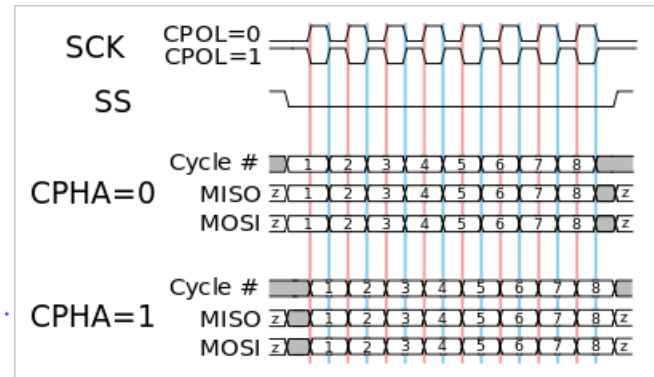 SCK CPOL=0
CPOL=1
SS
Cycle # 1 2 3 4 5 6 7 8
CPHA=0 MISO z 1 2 3 4 5 6 7 8 z
MOSI z 1 2 3 4 5 6 7 8 z
Cycle # 1 2 3 4 5 6 7 8
CPHA=1 MISO z 1 2 3 4 5 6 7 8 z
MOSI z 1 2 3 4 5 6 7 8 z